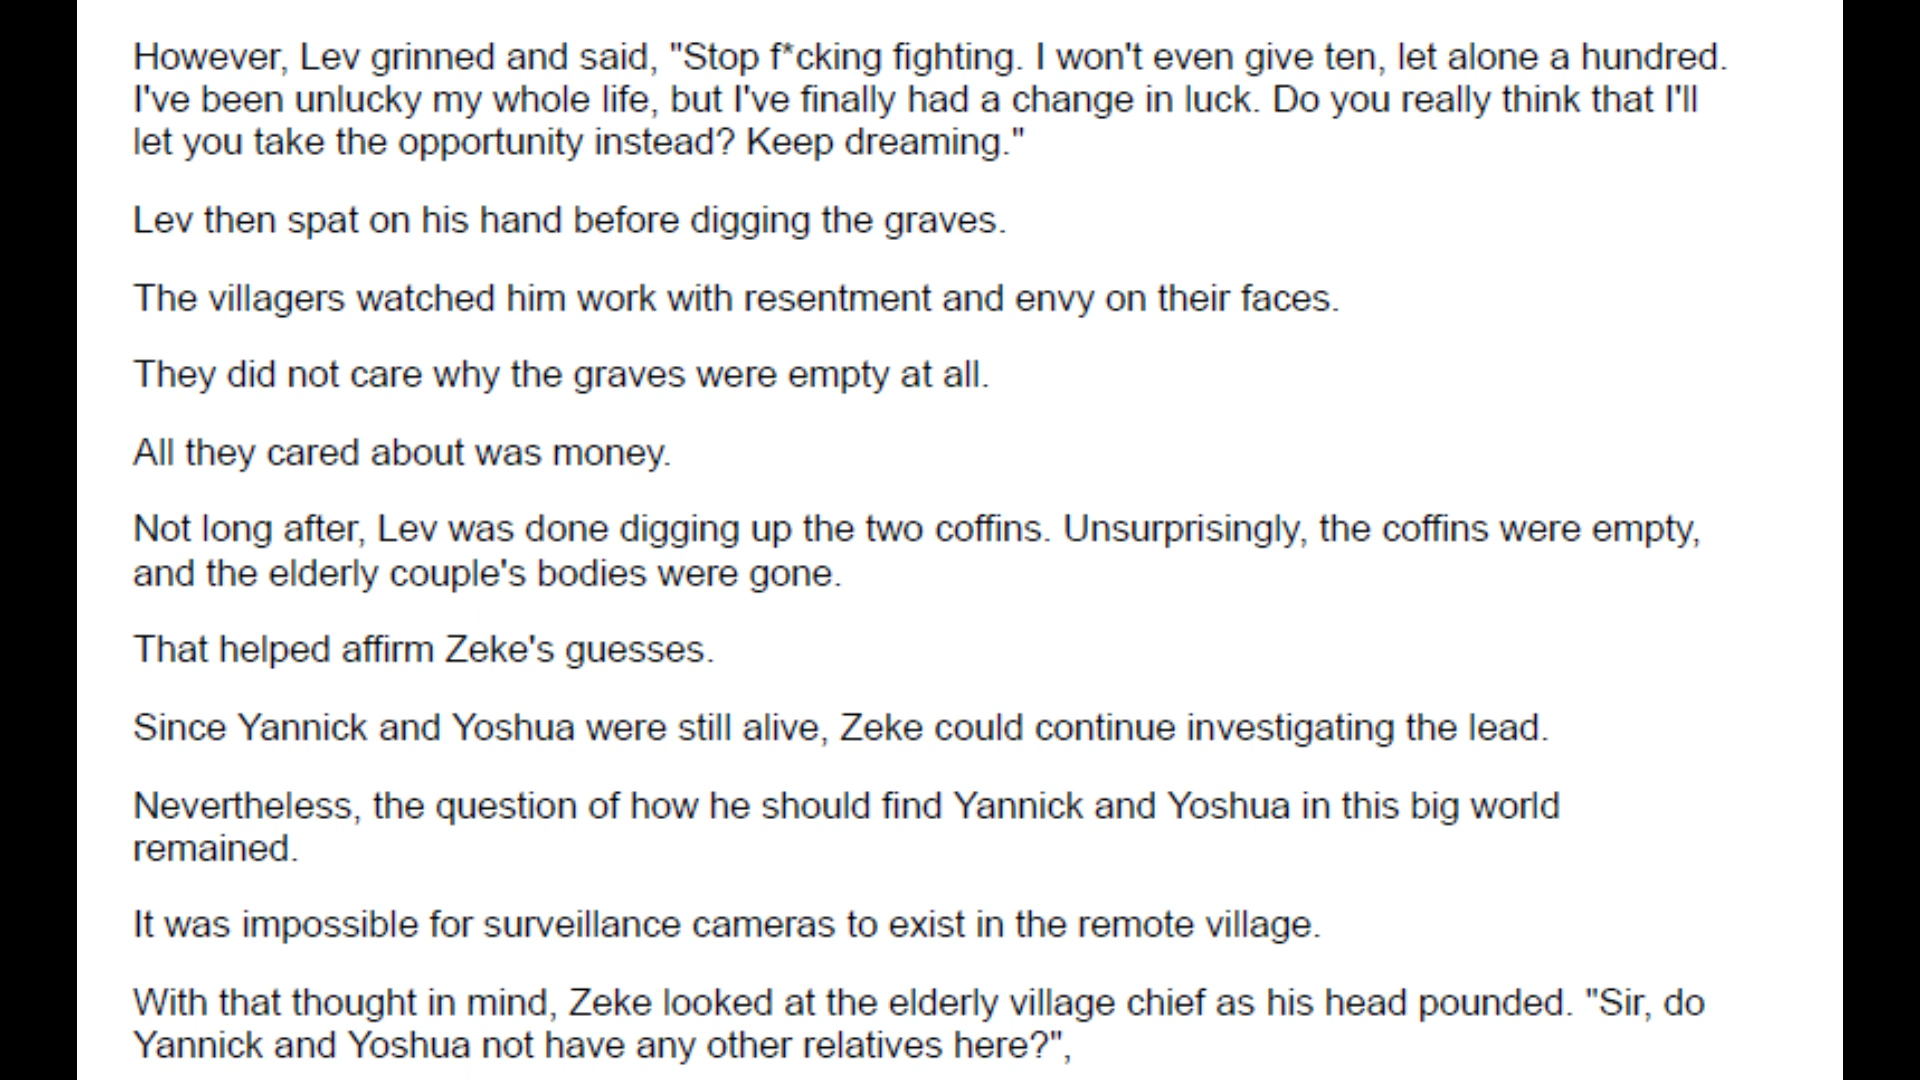 However, Lev grinned and said, "Stop f*cking fighting. I won't even give ten, let alone a hundred.
I've been unlucky my whole life, but I've finally had a change in luck. Do you really think that I'll
let you take the opportunity instead? Keep dreaming."
Lev then spat on his hand before digging the graves.
The villagers watched him work with resentment and envy on their faces.
They did not care why the graves were empty at all.
All they cared about was money.
Not long after, Lev was done digging up the two coffins. Unsurprisingly, the coffins were empty,
and the elderly couple's bodies were gone.
That helped affirm Zeke's guesses.
Since Yannick and Yoshua were still alive, Zeke could continue investigating the lead.
Nevertheless, the question of how he should find Yannick and Yoshua in this big world
remained.
It was impossible for surveillance cameras to exist in the remote village.
With that thought in mind, Zeke looked at the elderly village chief as his head pounded. "Sir, do
Yannick and Yoshua not have any other relatives here?",